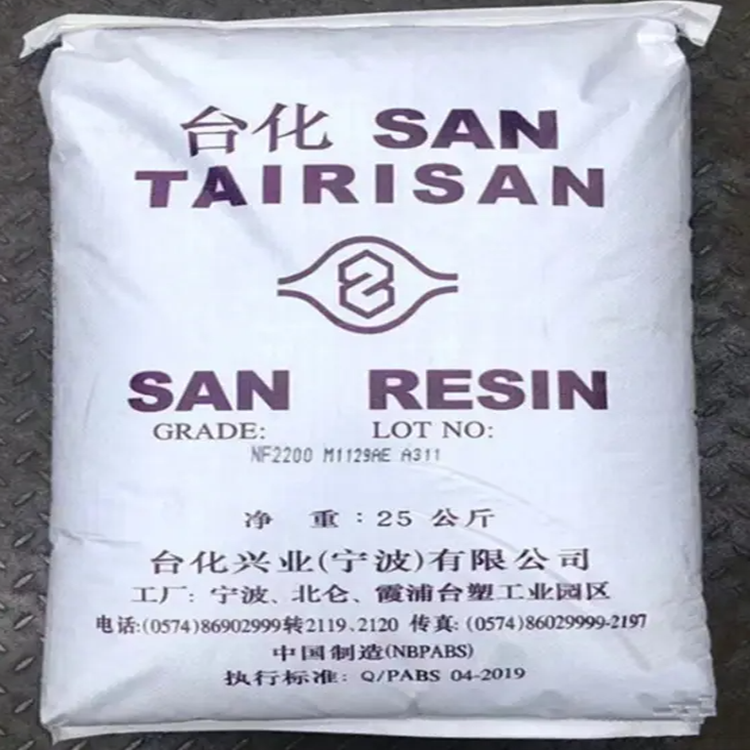 台化 SAN
TAIRISAN
SAN RESIN
GRADE: LOT NO:
NF2200 M1129AE A311
净 重：25 公斤
台化兴业(宁波)有限公司
工厂: 宁波、北仑、霞浦台塑工业园区
电话:(0574)86902999转2119、2120 传真: (0574)86029999-2197
中国制造(NBPABS)
执行标准: Q/PABS 04-2019